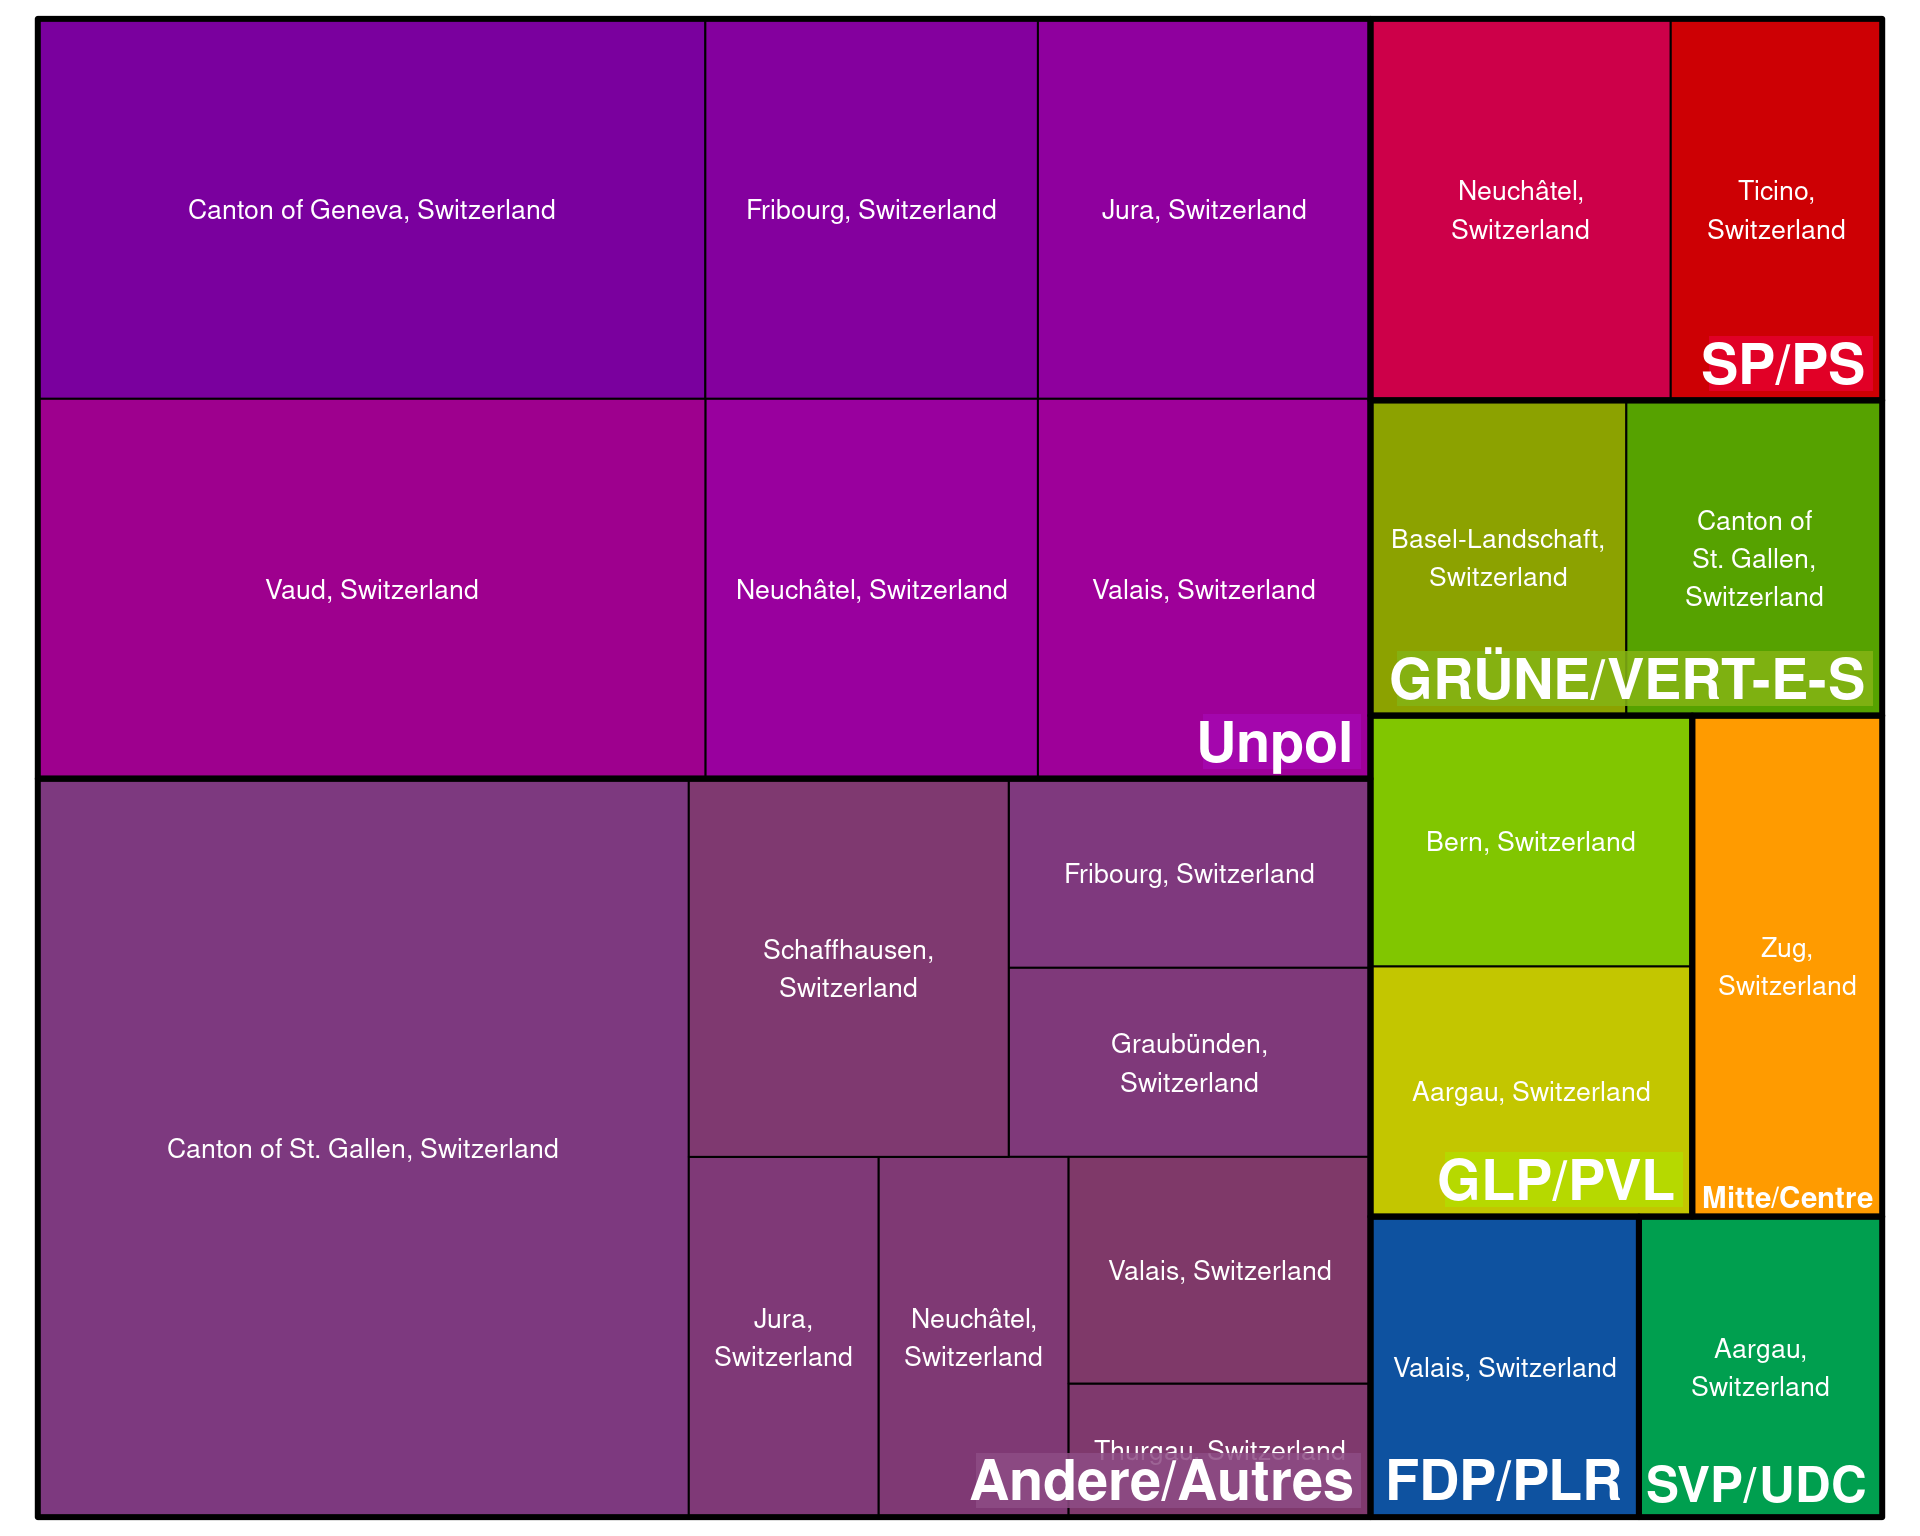 Canton of Geneva, Switzerland
Fribourg, Switzerland
Jura, Switzerland
Vaud, Switzerland
Neuchâtel, Switzerland
Valais, Switzerland
Unpol
Canton of St. Gallen, Switzerland
Schaffhausen,
Switzerland
Fribourg, Switzerland
Graubünden,
Switzerland
Jura,
Switzerland
Neuchâtel,
Switzerland
Valais, Switzerland
Thurgau, Switzerland
Andere/Autres
Neuchâtel,
Switzerland
Ticino,
Switzerland
SP/PS
Basel-Landschaft,
Switzerland
Canton of
St. Gallen,
Switzerland
GRÜNE/VERT-E-S
Bern, Switzerland
Aargau, Switzerland
GLP/PVL
Zug,
Switzerland
Mitte/Centre
Valais, Switzerland
FDP/PLR
Aargau,
Switzerland
SVP/UDC